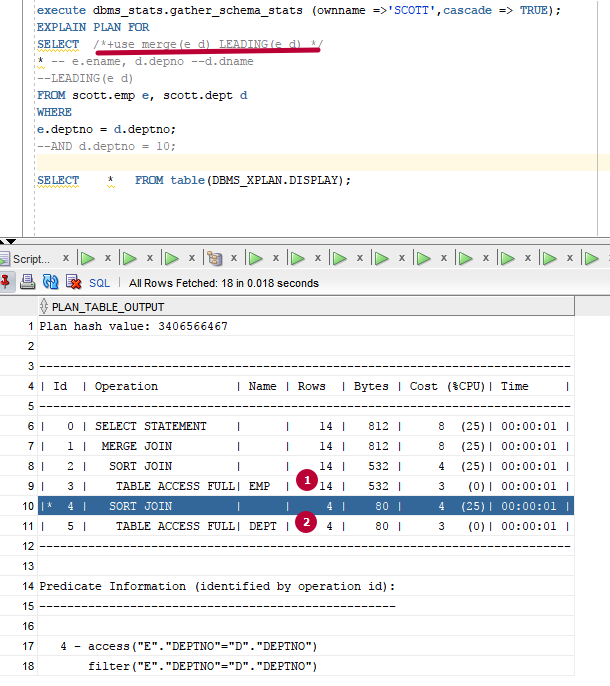 execute dbms_stats.gather_schema_stats (ownname =>'SCOTT',cascade => TRUE);
EXPLAIN PLAN FOR
SELECT /*+use_merge(e d) LEADING(e d) */
* -- e.ename, d.depno --d.dname
--LEADING(e d)
FROM scott.emp e, scott.dept d
WHERE
e.deptno = d.deptno;
--AND d.deptno = 10;
SELECT * FROM table(DBMS_XPLAN.DISPLAY);
Script... x x x x x x x x x x x x x
SQL | All Rows Fetched: 18 in 0.018 seconds
PLAN_TABLE_OUTPUT
1 Plan hash value: 3406566467
2
3 ----------------------------------------------------------------------------
4 | Id | Operation | Name | Rows | Bytes | Cost (%CPU)| Time |
5 ----------------------------------------------------------------------------
6 | 0 | SELECT STATEMENT | | 14 | 812 | 8 (25)| 00:00:01 |
7 | 1 | MERGE JOIN | | 14 | 812 | 8 (25)| 00:00:01 |
8 | 2 | SORT JOIN | | 14 | 532 | 4 (25)| 00:00:01 |
9 | 3 | TABLE ACCESS FULL| EMP | 1 14 | 532 | 3 (0)| 00:00:01 |
10 |* 4 | SORT JOIN | | 4 | 80 | 4 (25)| 00:00:01 |
11 | 5 | TABLE ACCESS FULL| DEPT | 2 4 | 80 | 3 (0)| 00:00:01 |
12 ----------------------------------------------------------------------------
13
14 Predicate Information (identified by operation id):
15 ---------------------------------------------------
16
17 4 - access("E"."DEPTNO"="D"."DEPTNO")
18 filter("E"."DEPTNO"="D"."DEPTNO")